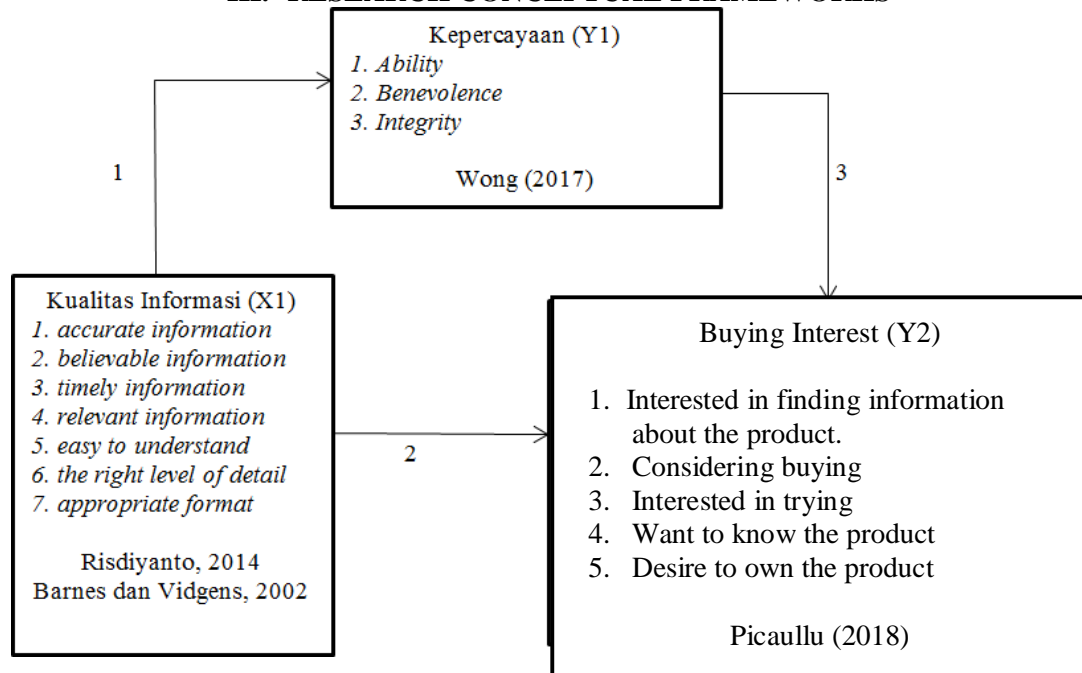 III. RESEARCH CONCEPTUAL FRAMEWORKS
Kepercayaan (Y1)
1. Ability
2. Benevolence
3. Integrity
Wong (2017)
1
3
Kualitas Informasi (X1)
1. accurate information
2. believable information
3. timely information
4. relevant information
5. easy to understand
6. the right level of detail
7. appropriate format
Risdiyanto, 2014
Barnes dan Vidgens, 2002
2
Buying Interest (Y2)
1. Interested in finding information
about the product.
2. Considering buying
3. Interested in trying
4. Want to know the product
5. Desire to own the product
Picaullu (2018)